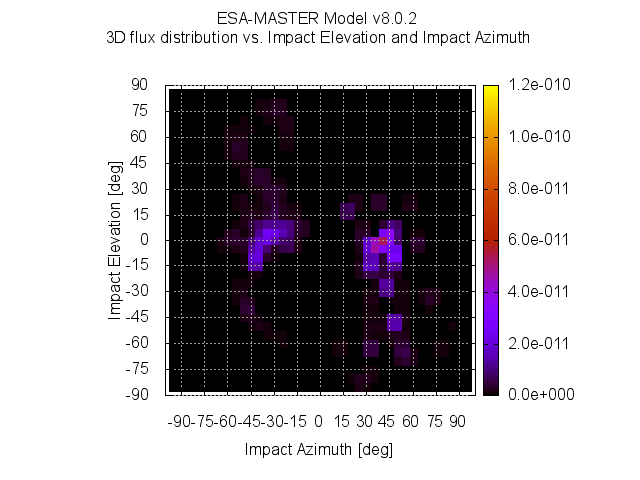 ESA-MASTER Model v8.0.2
3D flux distribution vs. Impact Elevation and Impact Azimuth
90
75
60
45
30
15
0
-15
-30
-45
-60
-75
-90
Impact Elevation [deg]
-90 -75 -60 -45 -30 -15 0 15 30 45 60 75 90
Impact Azimuth [deg]
1.2e-010
1.0e-010
8.0e-011
6.0e-011
4.0e-011
2.0e-011
0.0e+000